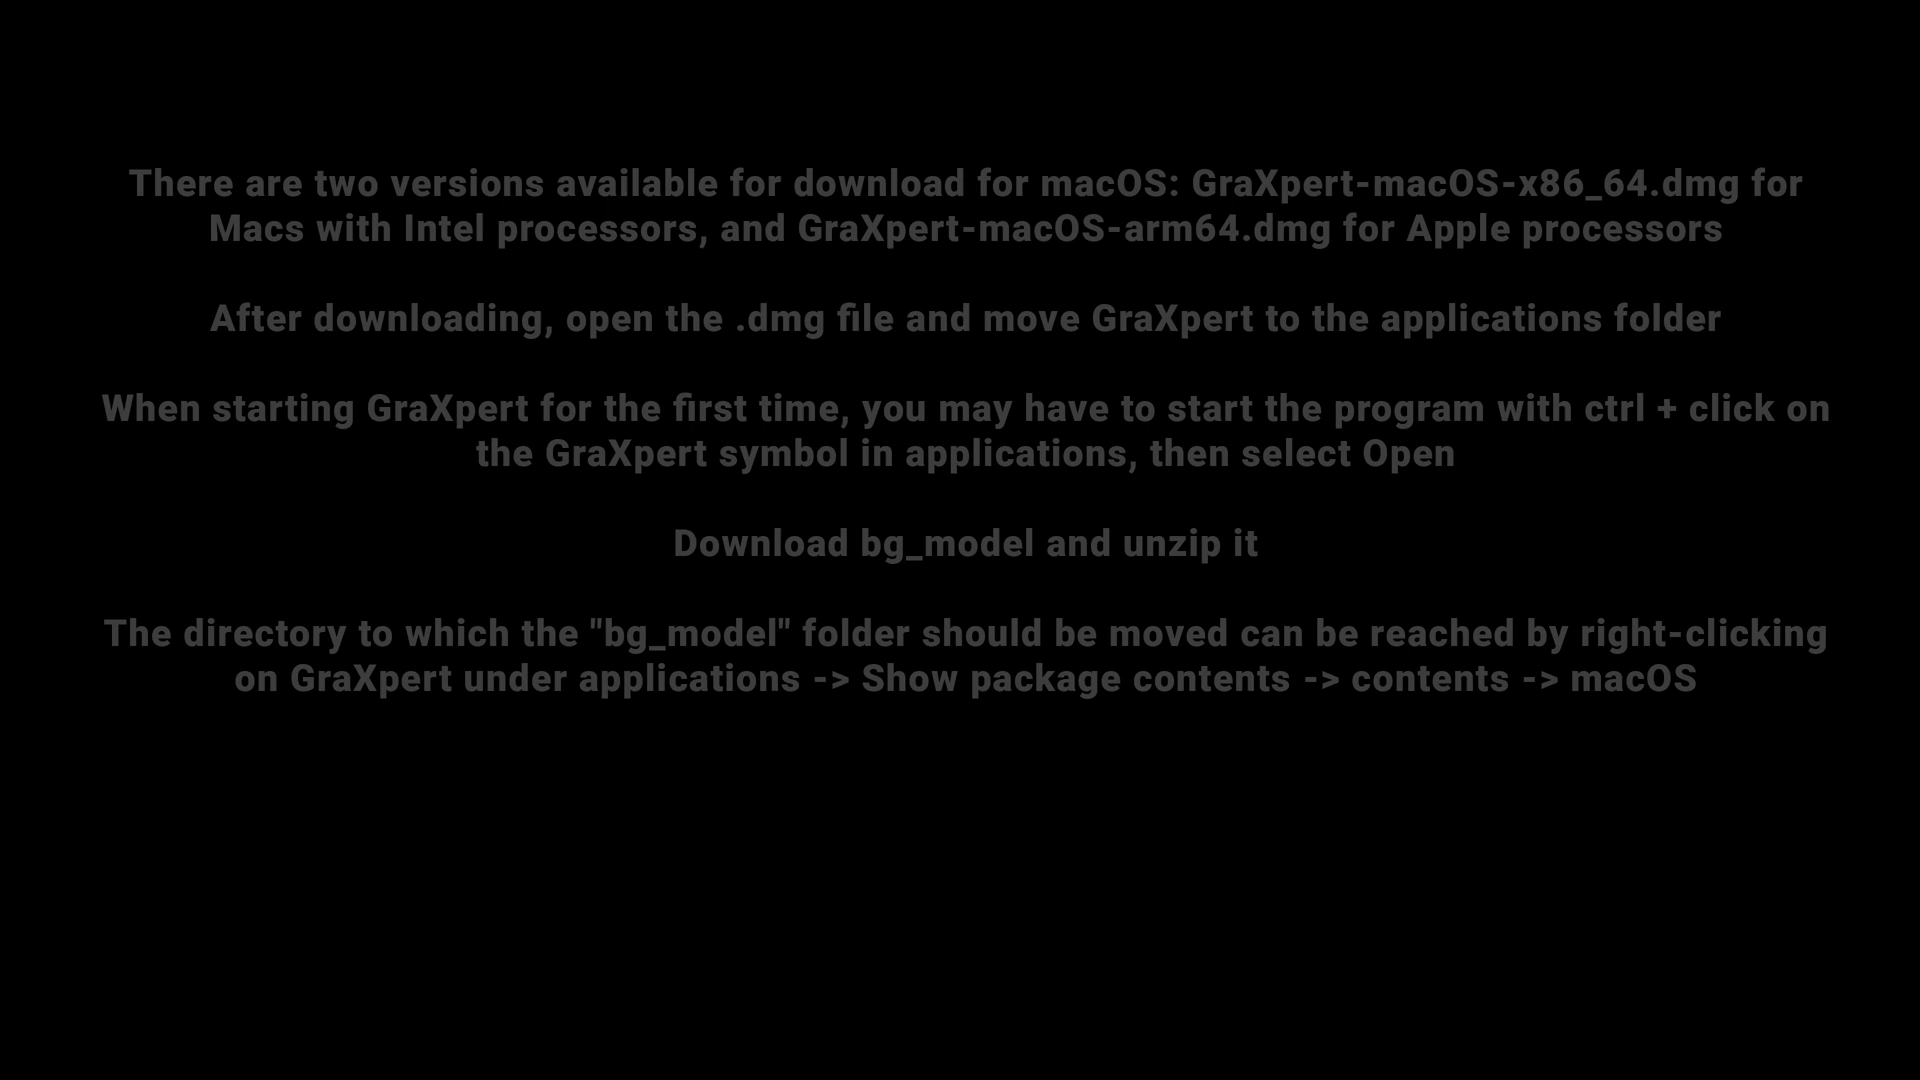 There are two versions available for download for macOS: GraXpert-macOS-x86_64.dmg for
Macs with Intel processors, and GraXpert-macOS-arm64.dmg for Apple processors
After downloading, open the .dmg file and move GraXpert to the applications folder
When starting GraXpert for the first time, you may have to start the program with ctrl + click on
the GraXpert symbol in applications, then select Open
Download bg_model and unzip it
The directory to which the "bg_model" folder should be moved can be reached by right-clicking
on GraXpert under applications -> Show package contents -> contents -> macOS